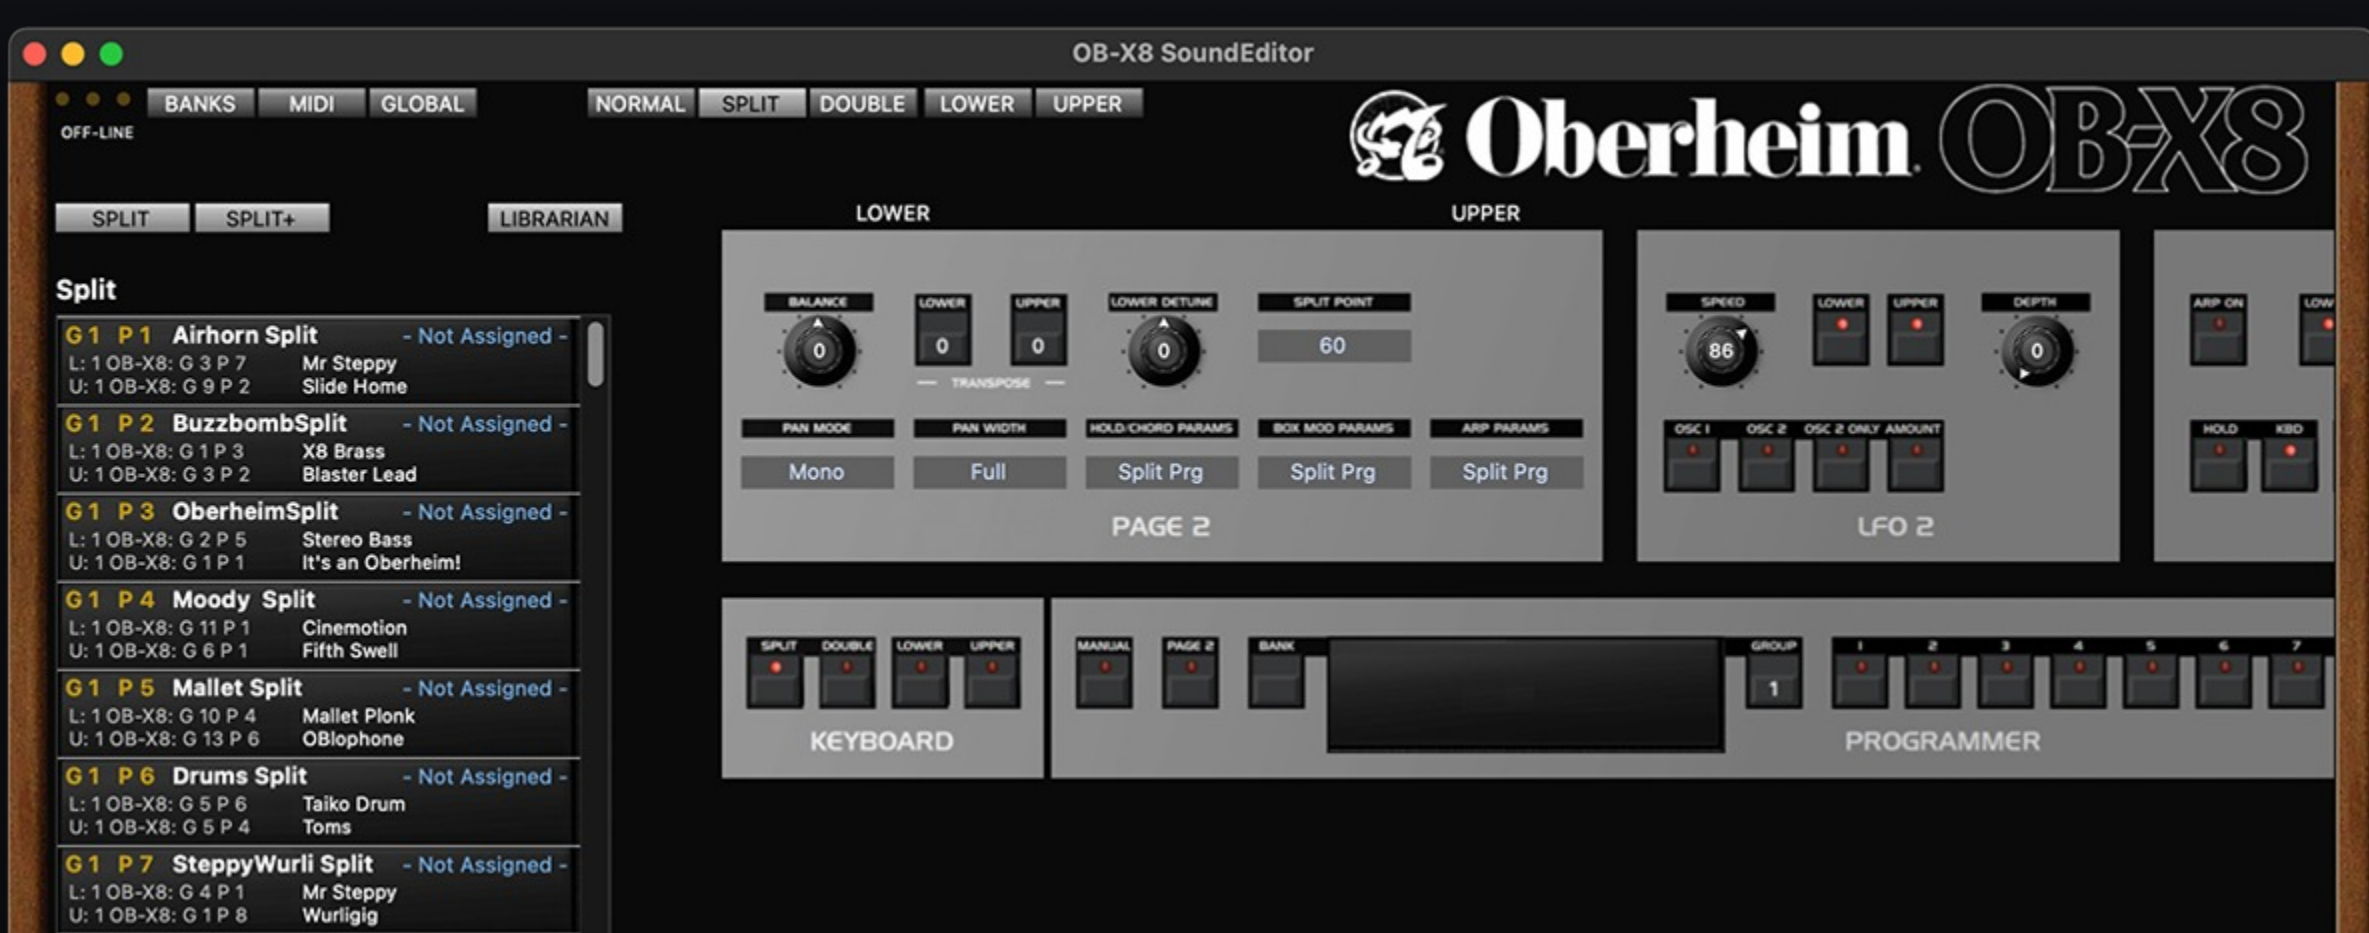 OB-X8 SoundEditor
BANKS MIDI GLOBAL NORMAL SPLIT DOUBLE LOWER UPPER
OFF-LINE
Oberheim OB-X8
SPLIT SPLIT+ LIBRARIAN
LOWER UPPER
Split
G1 P1 Airhorn Split - Not Assigned -
L: 1 OB-X8: G 3 P 7 Mr Steppy
U: 1 OB-X8: G 9 P 2 Slide Home
G1 P2 BuzzbombSplit - Not Assigned -
L: 1 OB-X8: G 1 P 3 X8 Brass
U: 1 OB-X8: G 3 P 2 Blaster Lead
G1 P3 OberheimSplit - Not Assigned -
L: 1 OB-X8: G 2 P 5 Stereo Bass
U: 1 OB-X8: G 1 P 1 It's an Oberheim!
G1 P4 Moody Split - Not Assigned -
L: 1 OB-X8: G 11 P 1 Cinemotion
U: 1 OB-X8: G 6 P 1 Fifth Swell
G1 P5 Mallet Split - Not Assigned -
L: 1 OB-X8: G 10 P 4 Mallet Plonk
U: 1 OB-X8: G 13 P 6 OBlophone
G1 P6 Drums Split - Not Assigned -
L: 1 OB-X8: G 5 P 6 Taiko Drum
U: 1 OB-X8: G 5 P 4 Toms
G1 P7 SteppyWurli Split - Not Assigned -
L: 1 OB-X8: G 4 P 1 Mr Steppy
U: 1 OB-X8: G 1 P 8 Wurligig
BALANCE LOWER UPPER LOWER DETUNE SPLIT POINT
0 0 0 0 60
TRANSPOSE
PAN MODE PAN WIDTH HOLD/CHORD PARAMS BOX MOD PARAMS ARP PARAMS
Mono Full Split Prg Split Prg Split Prg
PAGE 2
SPEED LOWER UPPER DEPTH
86 0
OSC 1 OSC 2 OSC 2 ONLY AMOUNT
LFO 2
ARP ON LOW
HOLD KBD
SPLIT DOUBLE LOWER UPPER
KEYBOARD
MANUAL PAGE 2 BANK GROUP 1 2 3 4 5 6 7
1
PROGRAMMER